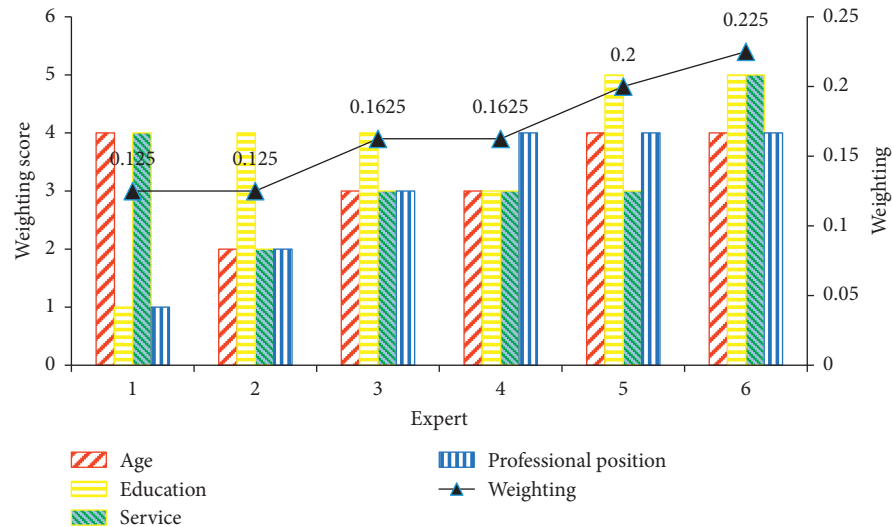 6
5
4
3
2
1
0
Weighting score
0.125
0.125
0.1625
0.1625
0.2
0.225
0.25
0.2
0.15
0.1
0.05
0
Weighting
1 2 3 4 5 6
Expert
Age
Education
Service
Professional position
Weighting